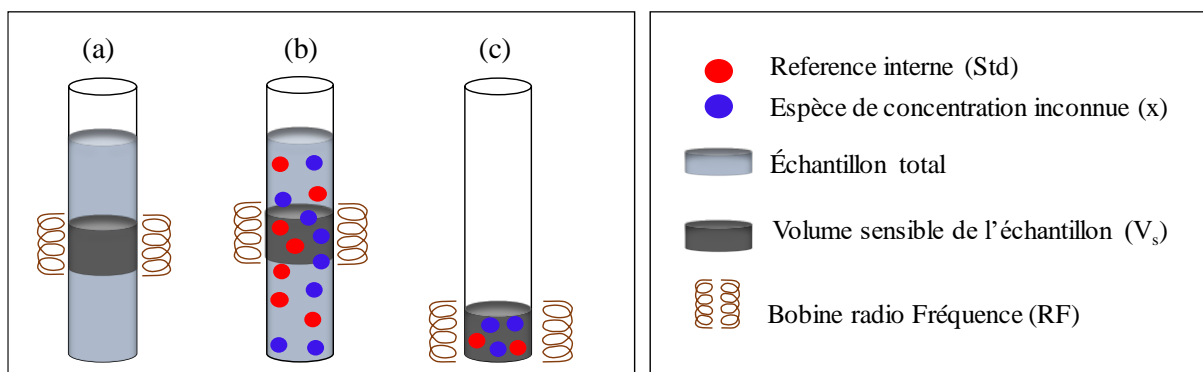 (a)
(b)
(c)
Reference interne (Std)
Espèce de concentration inconnue (x)
Échantillon total
Volume sensible de l’échantillon (Vs)
Bobine radio Fréquence (RF)